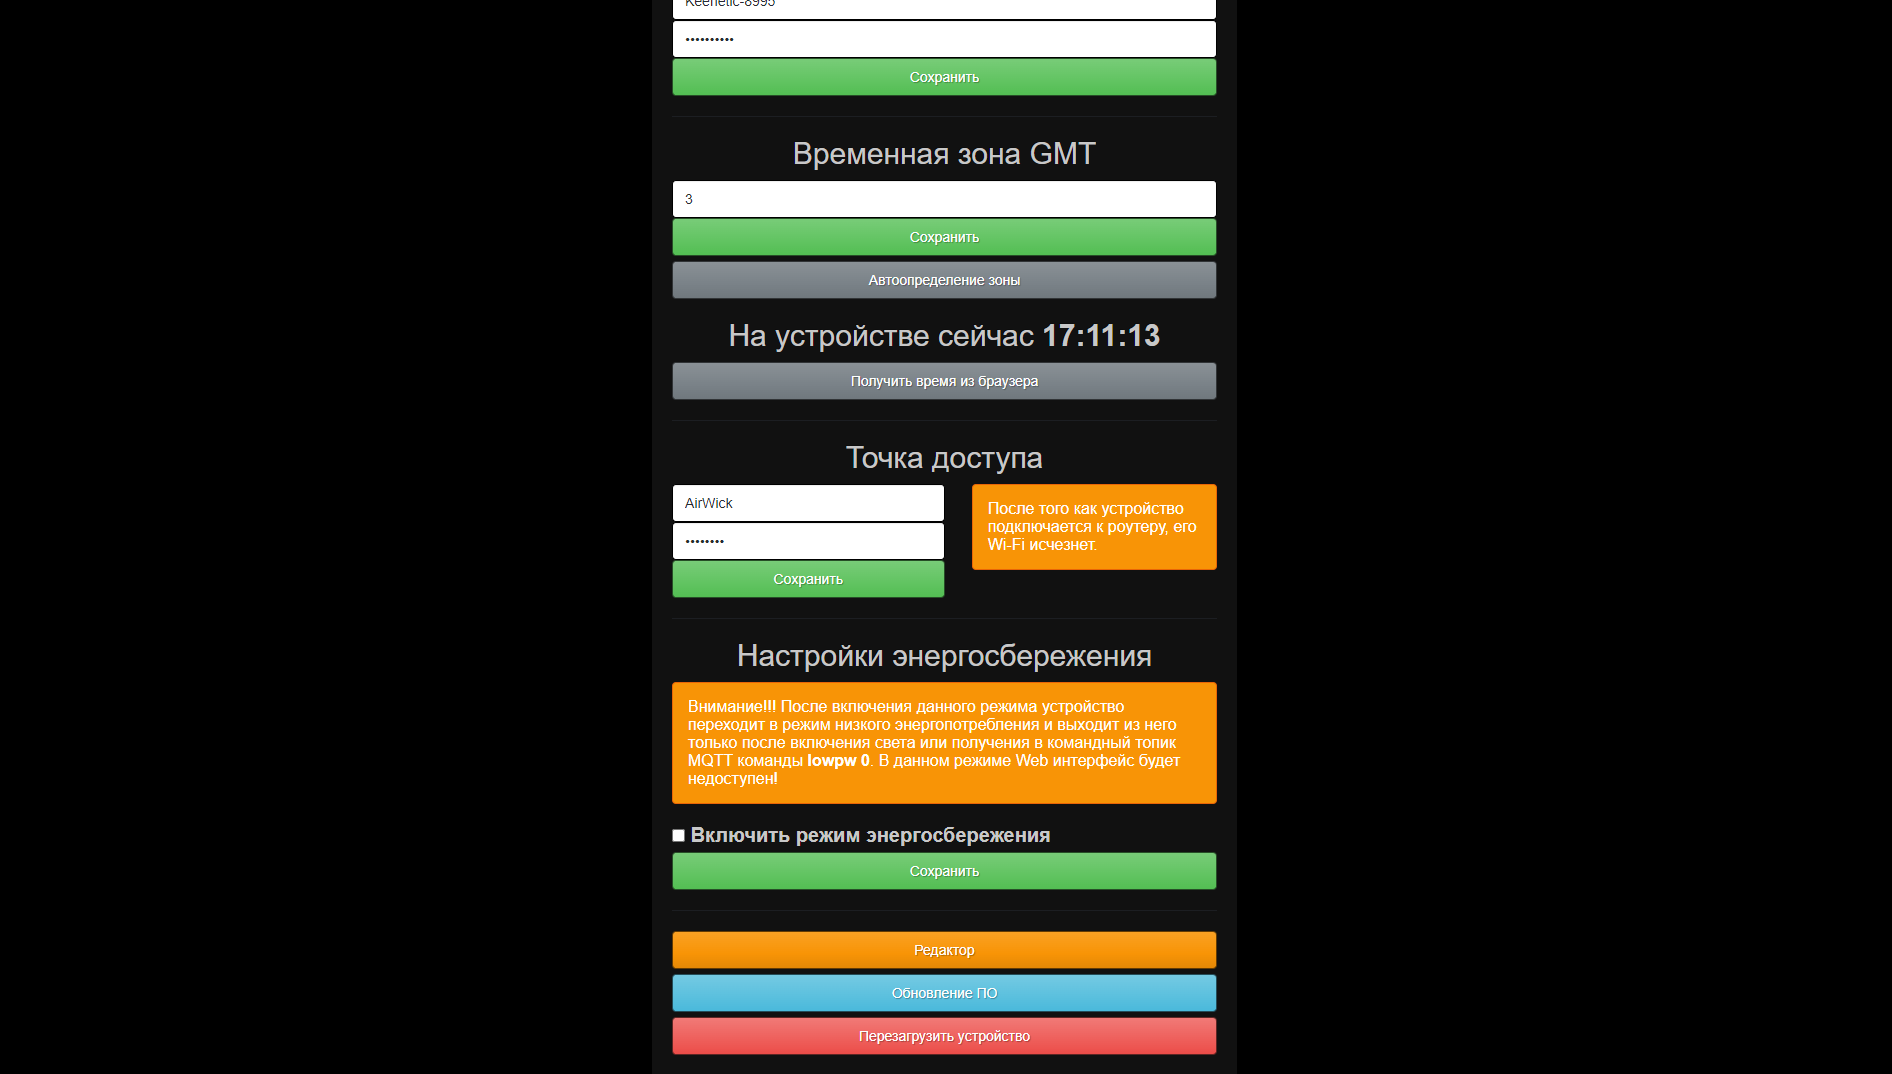 Keenetic-8995
••••••••••
Сохранить
Временная зона GMT
3
Сохранить
Автоопределение зоны
На устройстве сейчас 17:11:13
Получить время из браузера
Точка доступа
AirWick
••••••••
Сохранить
После того как устройство
подключается к роутеру, его
Wi-Fi исчезнет.
Настройки энергосбережения
Внимание!!! После включения данного режима устройство
переходит в режим низкого энергопотребления и выходит из него
только после включения света или получения в командный топик
MQTT команды lowpw 0. В данном режиме Web интерфейс будет
недоступен!
Включить режим энергосбережения
Сохранить
Редактор
Обновление ПО
Перезагрузить устройство